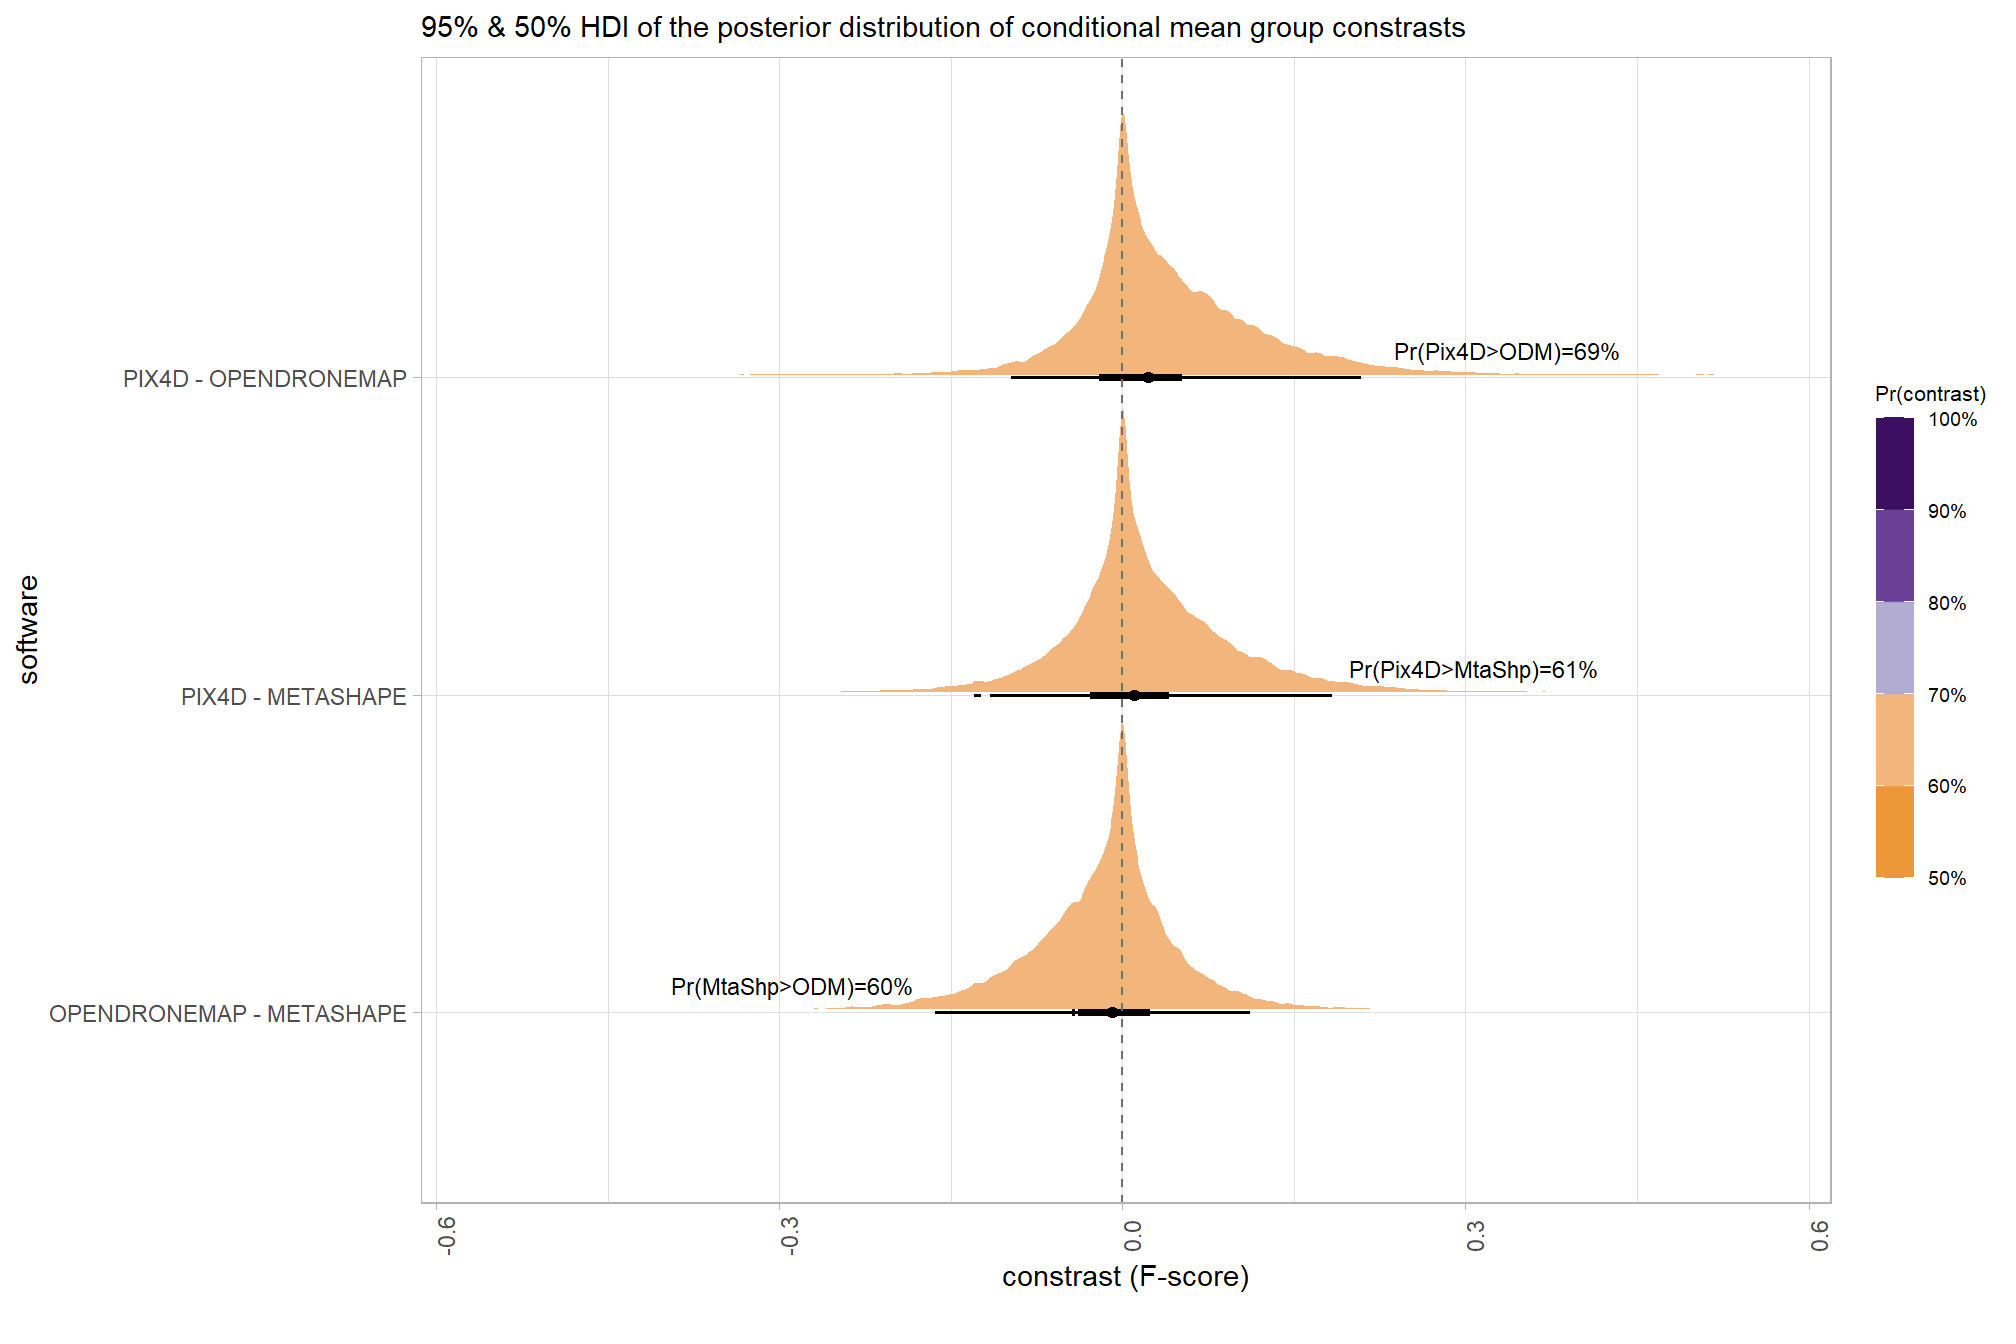 95% & 50% HDI of the posterior distribution of conditional mean group constrasts
Pr(Pix4D>ODM)=69%
PIX4D - OPENDRONEMAP
Pr(Pix4D>MtaShp)=61%
PIX4D - METASHAPE
Pr(MtaShp>ODM)=60%
OPENDRONEMAP - METASHAPE
software
-0.6
-0.3
0.0
0.3
0.6
constrast (F-score)
Pr(contrast)
100%
90%
80%
70%
60%
50%